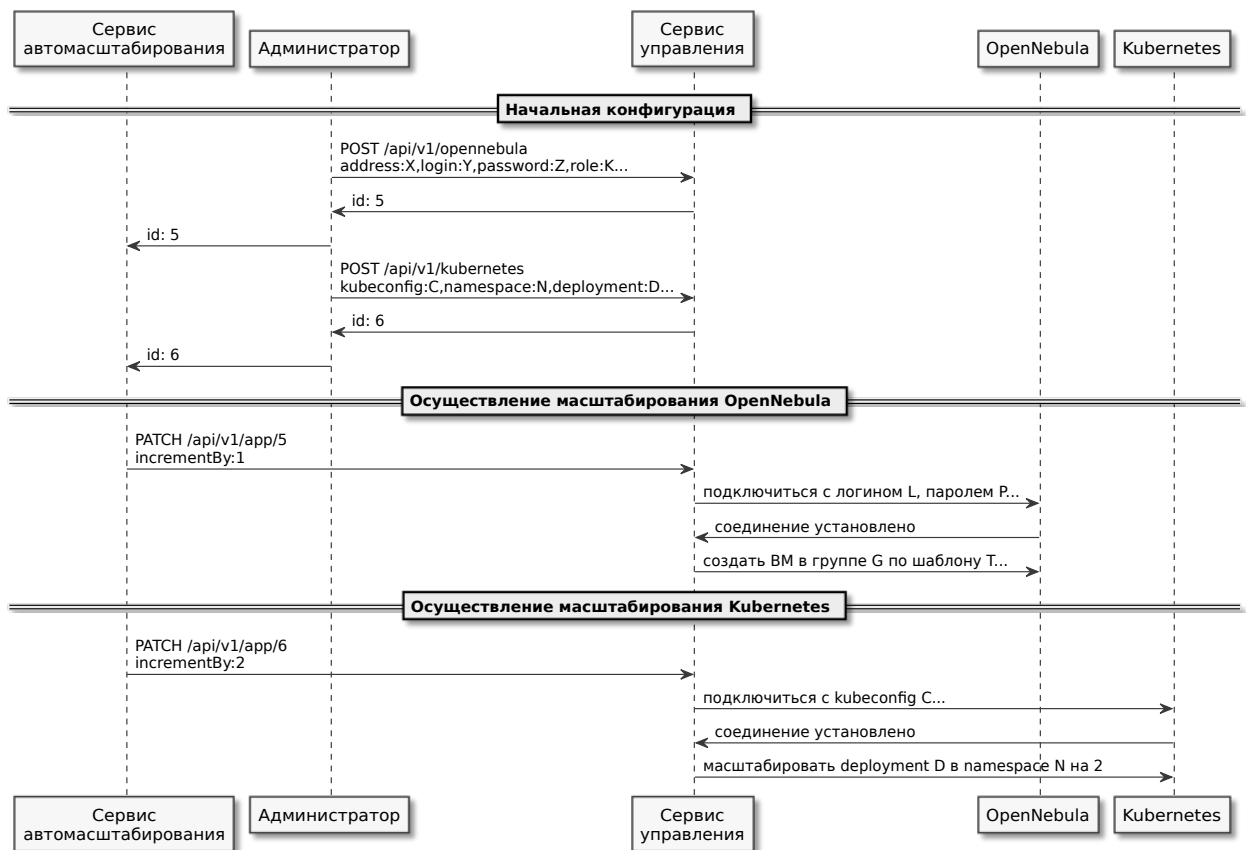 Сервис
автомасштабирования
Администратор
Сервис
управления
OpenNebula
Kubernetes
Начальная конфигурация
POST /api/v1/opennebula
address:X,login:Y,password:Z,role:K...
id: 5
id: 5
POST /api/v1/kubernetes
kubeconfig:C,namespace:N,deployment:D...
id: 6
id: 6
Осуществление масштабирования OpenNebula
PATCH /api/v1/app/5
incrementBy:1
подключиться с логином L, паролем P...
соединение установлено
создать ВМ в группе G по шаблону T...
Осуществление масштабирования Kubernetes
PATCH /api/v1/app/6
incrementBy:2
подключиться с kubeconfig C...
соединение установлено
масштабировать deployment D в namespace N на 2
Сервис
автомасштабирования
Администратор
Сервис
управления
OpenNebula
Kubernetes